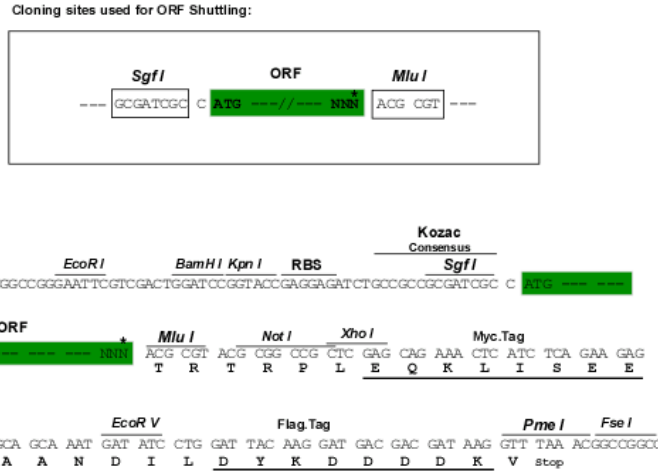 Cloning sites used for ORF Shuttling:
Sgf I ORF Mlu I
--- GCGATCGC C ATG ---//--- NNN* ACG CGT ---
Kozac
Consensus
EcoR I BamH I Kpn I RBS Sgf I
GGCCGGGAATTCGTCGACTGGATCCGGTACCGAGGAGATCTGCCGCCGCGATCGC C ATG --- ---
ORF
Mlu I Not I Xho I Myc.Tag
-- --- --- NNN* ACG CGT ACG CGG CCG CTC GAG CAG AAA CTC ATC TCA GAA GAG
T R T R P L E Q K L I S E E
EcoR V Flag.Tag Pme I Fse I
GCA GCA AAT GAT ATC CTG GAT TAC AAG GAT GAC GAC GAT AAG GTT TAA ACGGCCGGCC
A A N D I L D Y K D D D D K V Stop